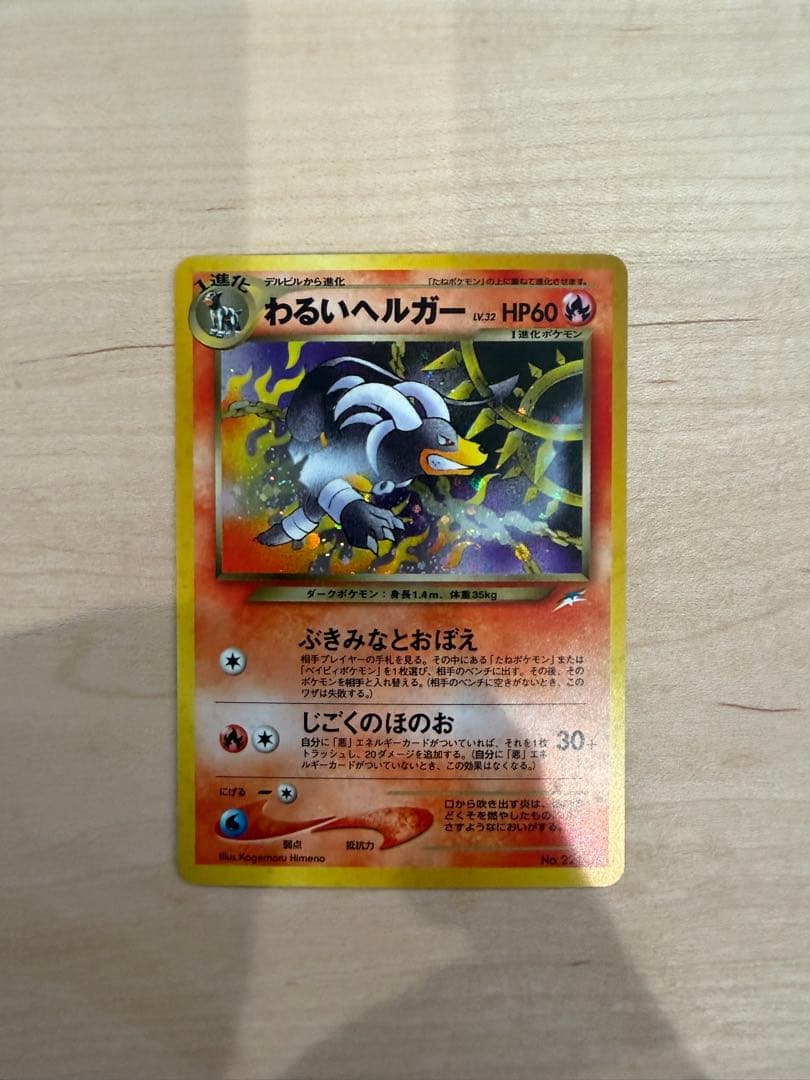 1進化
デルビルから進化
「たねポケモン」の上に重ねて進化させます。
わるいヘルガー LV.32 HP60
1進化ポケモン
ダークポケモン：身長1.4m、体重35kg
ぶきみなとおぼえ
相手プレイヤーの手札を見る。その中にある「たねポケモン」または
「ベイビィポケモン」を1枚選び、相手のベンチに出す。その後、その
ポケモンを相手と入れ替える。（相手のベンチに空きがないとき、この
ワザは失敗する。）
じごくのほのお
30+
自分に「悪」エネルギーカードがついていれば、それを1枚
トラッシュし、20ダメージを追加する。（自分に「悪」エネ
ルギーカードがついていないとき、この効果はなくなる。）
にげる
弱点 抵抗力
口から吹き出す炎は、
どくそを燃やしたもの
さすようなにおいがする。
Illus. Kagemaru Himeno
No. 229